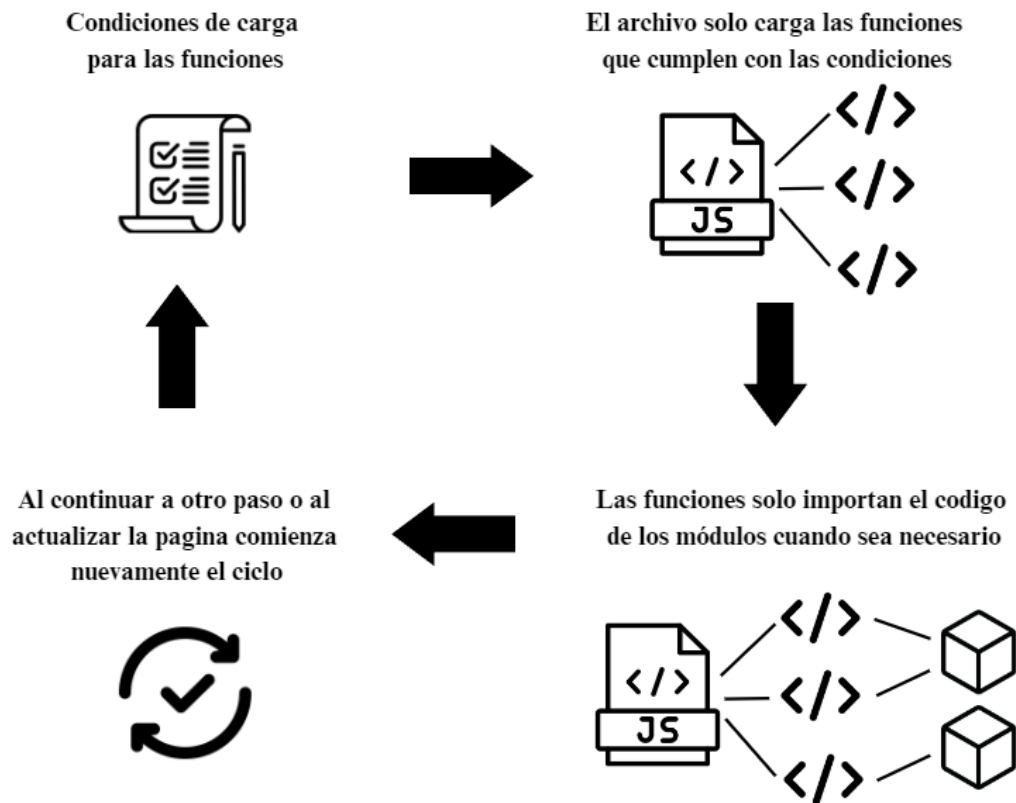 Condiciones de carga
para las funciones
El archivo solo carga las funciones
que cumplen con las condiciones
</>
</>
</>
</>
JS
Al continuar a otro paso o al
actualizar la pagina comienza
nuevamente el ciclo
Las funciones solo importan el codigo
de los módulos cuando sea necesario
</>
</>
</>
JS
</>